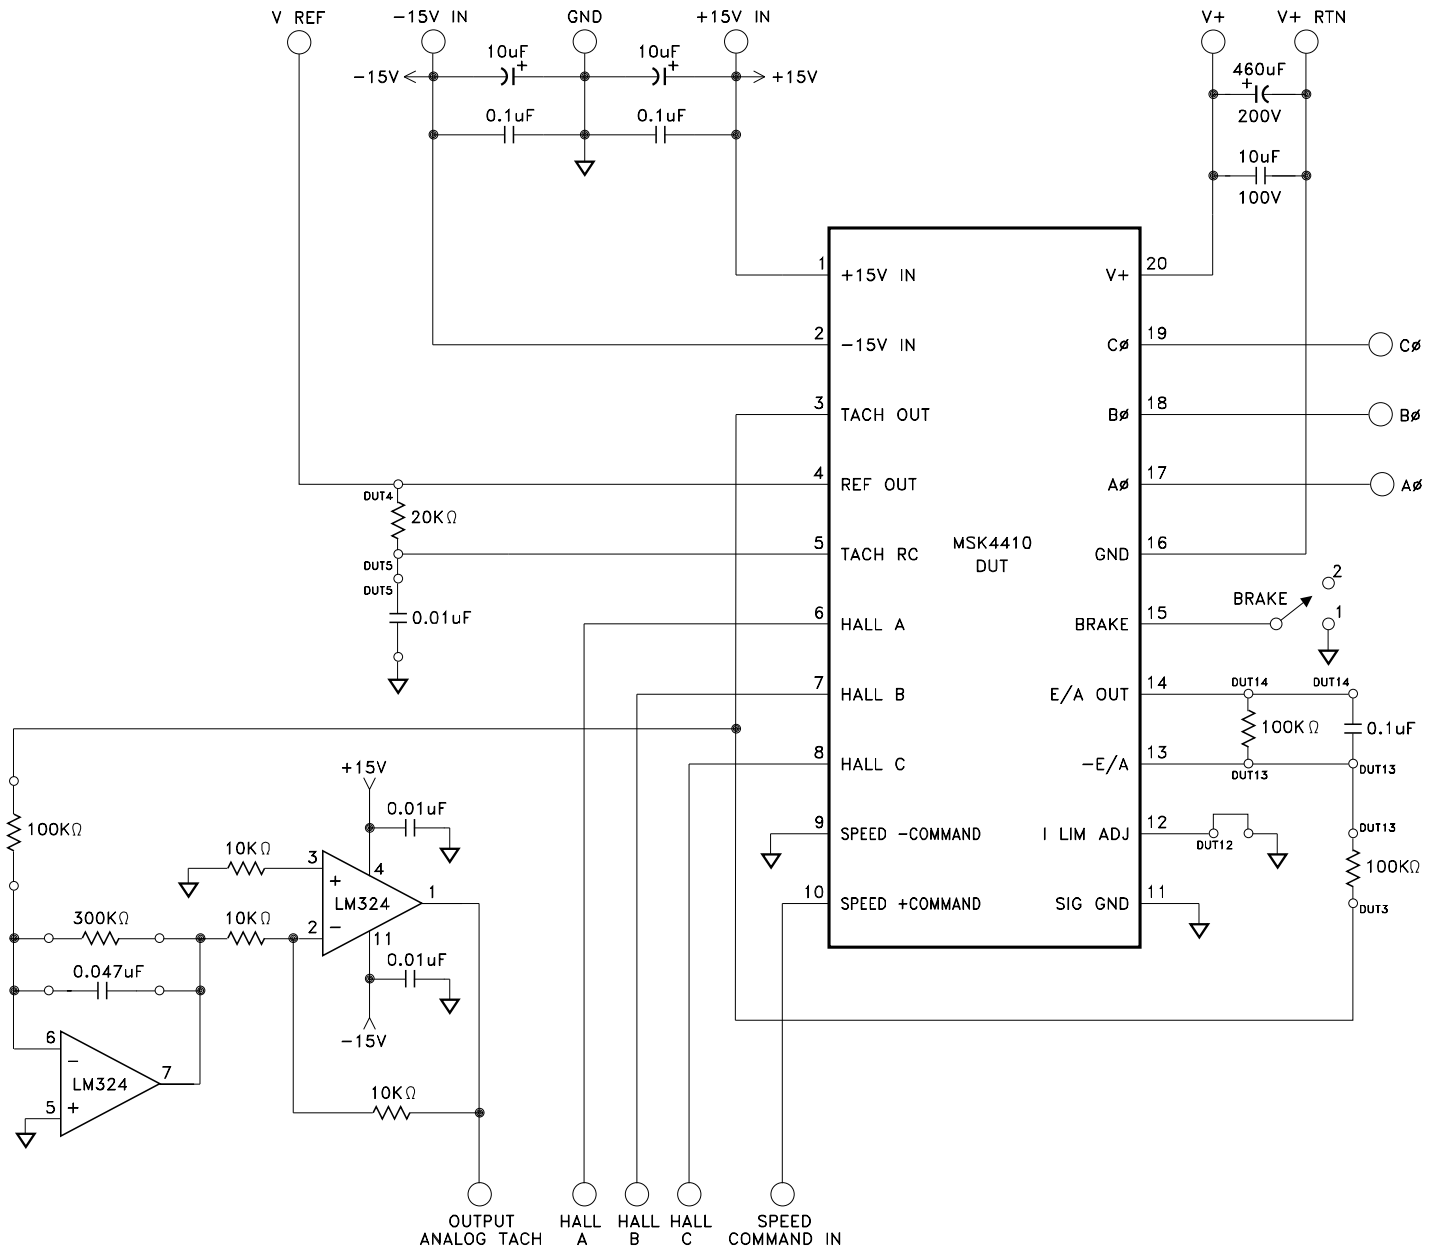 V REF
-15V IN
GND
+15V IN
V+
V+ RTN
10uF
+
10uF
+
-15V
+15V
0.1uF
0.1uF
460uF
+
200V
10uF
100V
1
+15V IN
V+
20
2
-15V IN
CØ
19
CØ
3
TACH OUT
BØ
18
BØ
4
REF OUT
AØ
17
AØ
DUT4
20KΩ
MSK4410
DUT
5
TACH RC
GND
16
DUT5
DUT5
0.01uF
6
HALL A
BRAKE
15
BRAKE
2
1
7
HALL B
E/A OUT
14
DUT14
DUT14
100KΩ
0.1uF
8
HALL C
-E/A
13
DUT13
DUT13
9
SPEED -COMMAND
I LIM ADJ
12
DUT12
DUT13
100KΩ
10
SPEED +COMMAND
SIG GND
11
DUT3
+15V
0.01uF
100KΩ
10KΩ
3
+
4
LM324
1
300KΩ
10KΩ
2
-
11
0.01uF
0.047uF
-15V
6
-
LM324
7
5
+
10KΩ
OUTPUT
ANALOG TACH
HALL
A
HALL
B
HALL
C
SPEED
COMMAND IN